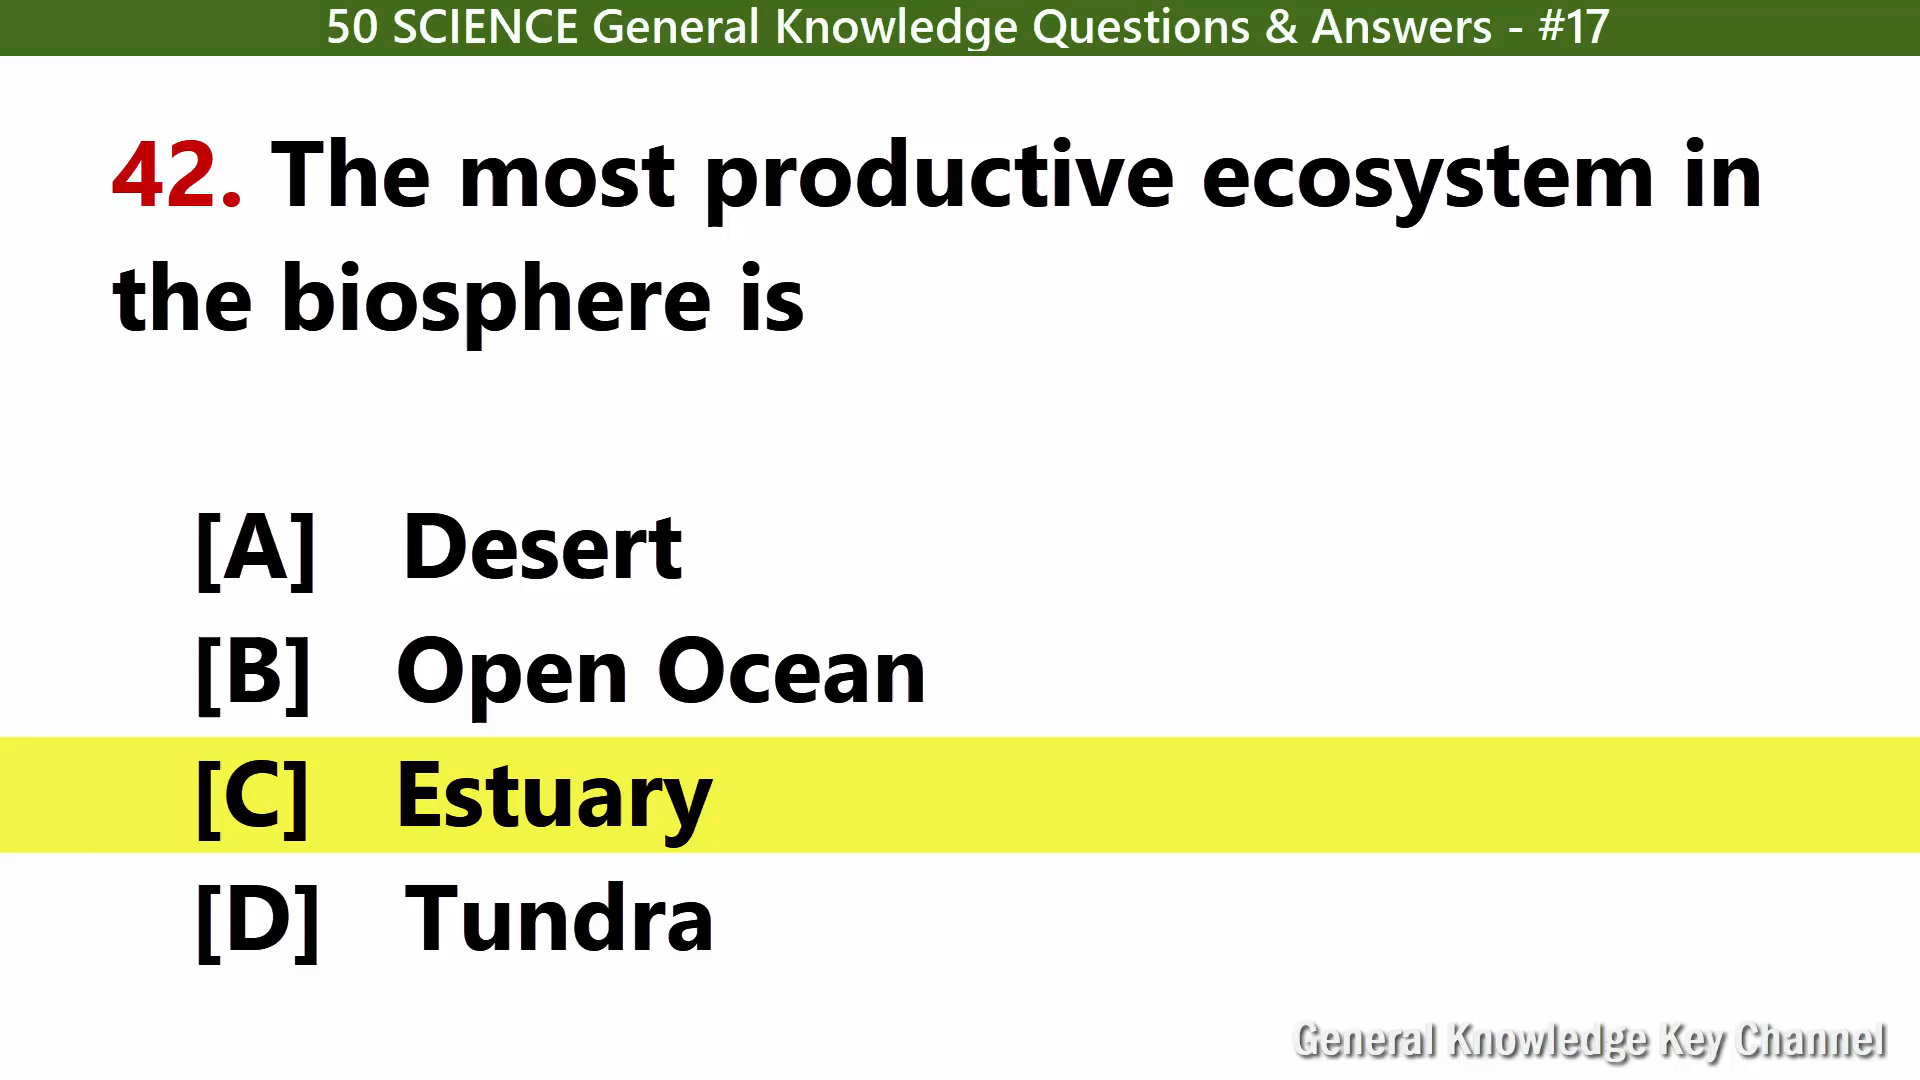 50 SCIENCE General Knowledge Questions & Answers - #17
42. The most productive ecosystem in
the biosphere is
[A] Desert
[B] Open Ocean
[C] Estuary
[D] Tundra
General Knowledge Key Channel